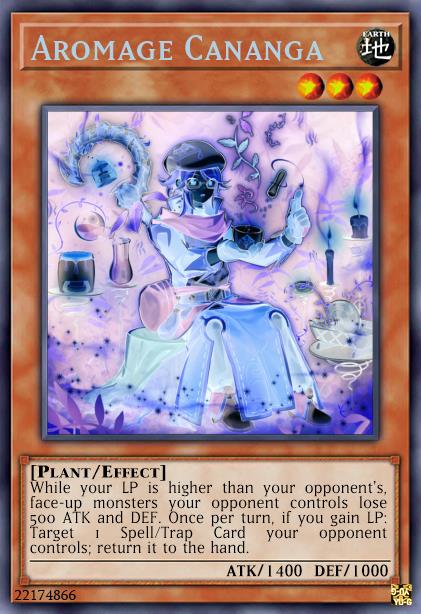 Aromage Cananga
EARTH
地
[Plant/Effect]
While your LP is higher than your opponent's,
face-up monsters your opponent controls lose
500 ATK and DEF. Once per turn, if you gain LP:
Target 1 Spell/Trap Card your opponent
controls; return it to the hand.
ATK/1400 DEF/1000
22174866